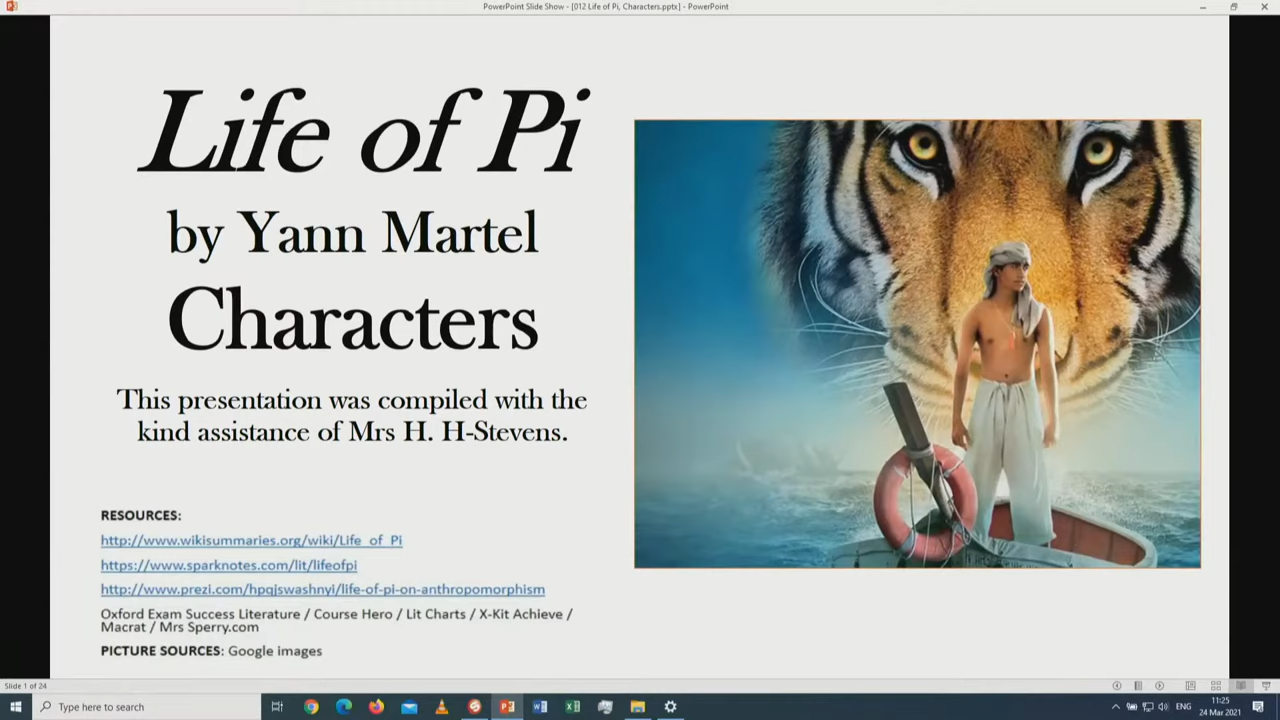 PowerPoint Slide Show - [012 Life of Pi, Characters.pptx] - PowerPoint
Life of Pi
by Yann Martel
Characters
This presentation was compiled with the
kind assistance of Mrs H. H-Stevens.
RESOURCES:
http://www.wikisummaries.org/wiki/Life_of_Pi
https://www.sparknotes.com/lit/lifeofpi
http://www.prezi.com/hpqjswashnyi/life-of-pi-on-anthropomorphism
Oxford Exam Success Literature / Course Hero / Lit Charts / X-Kit Achieve /
Macrat / Mrs Sperry.com
PICTURE SOURCES: Google images
Slide 1 of 24
Type here to search
ENG
11:25
24 Mar 2021